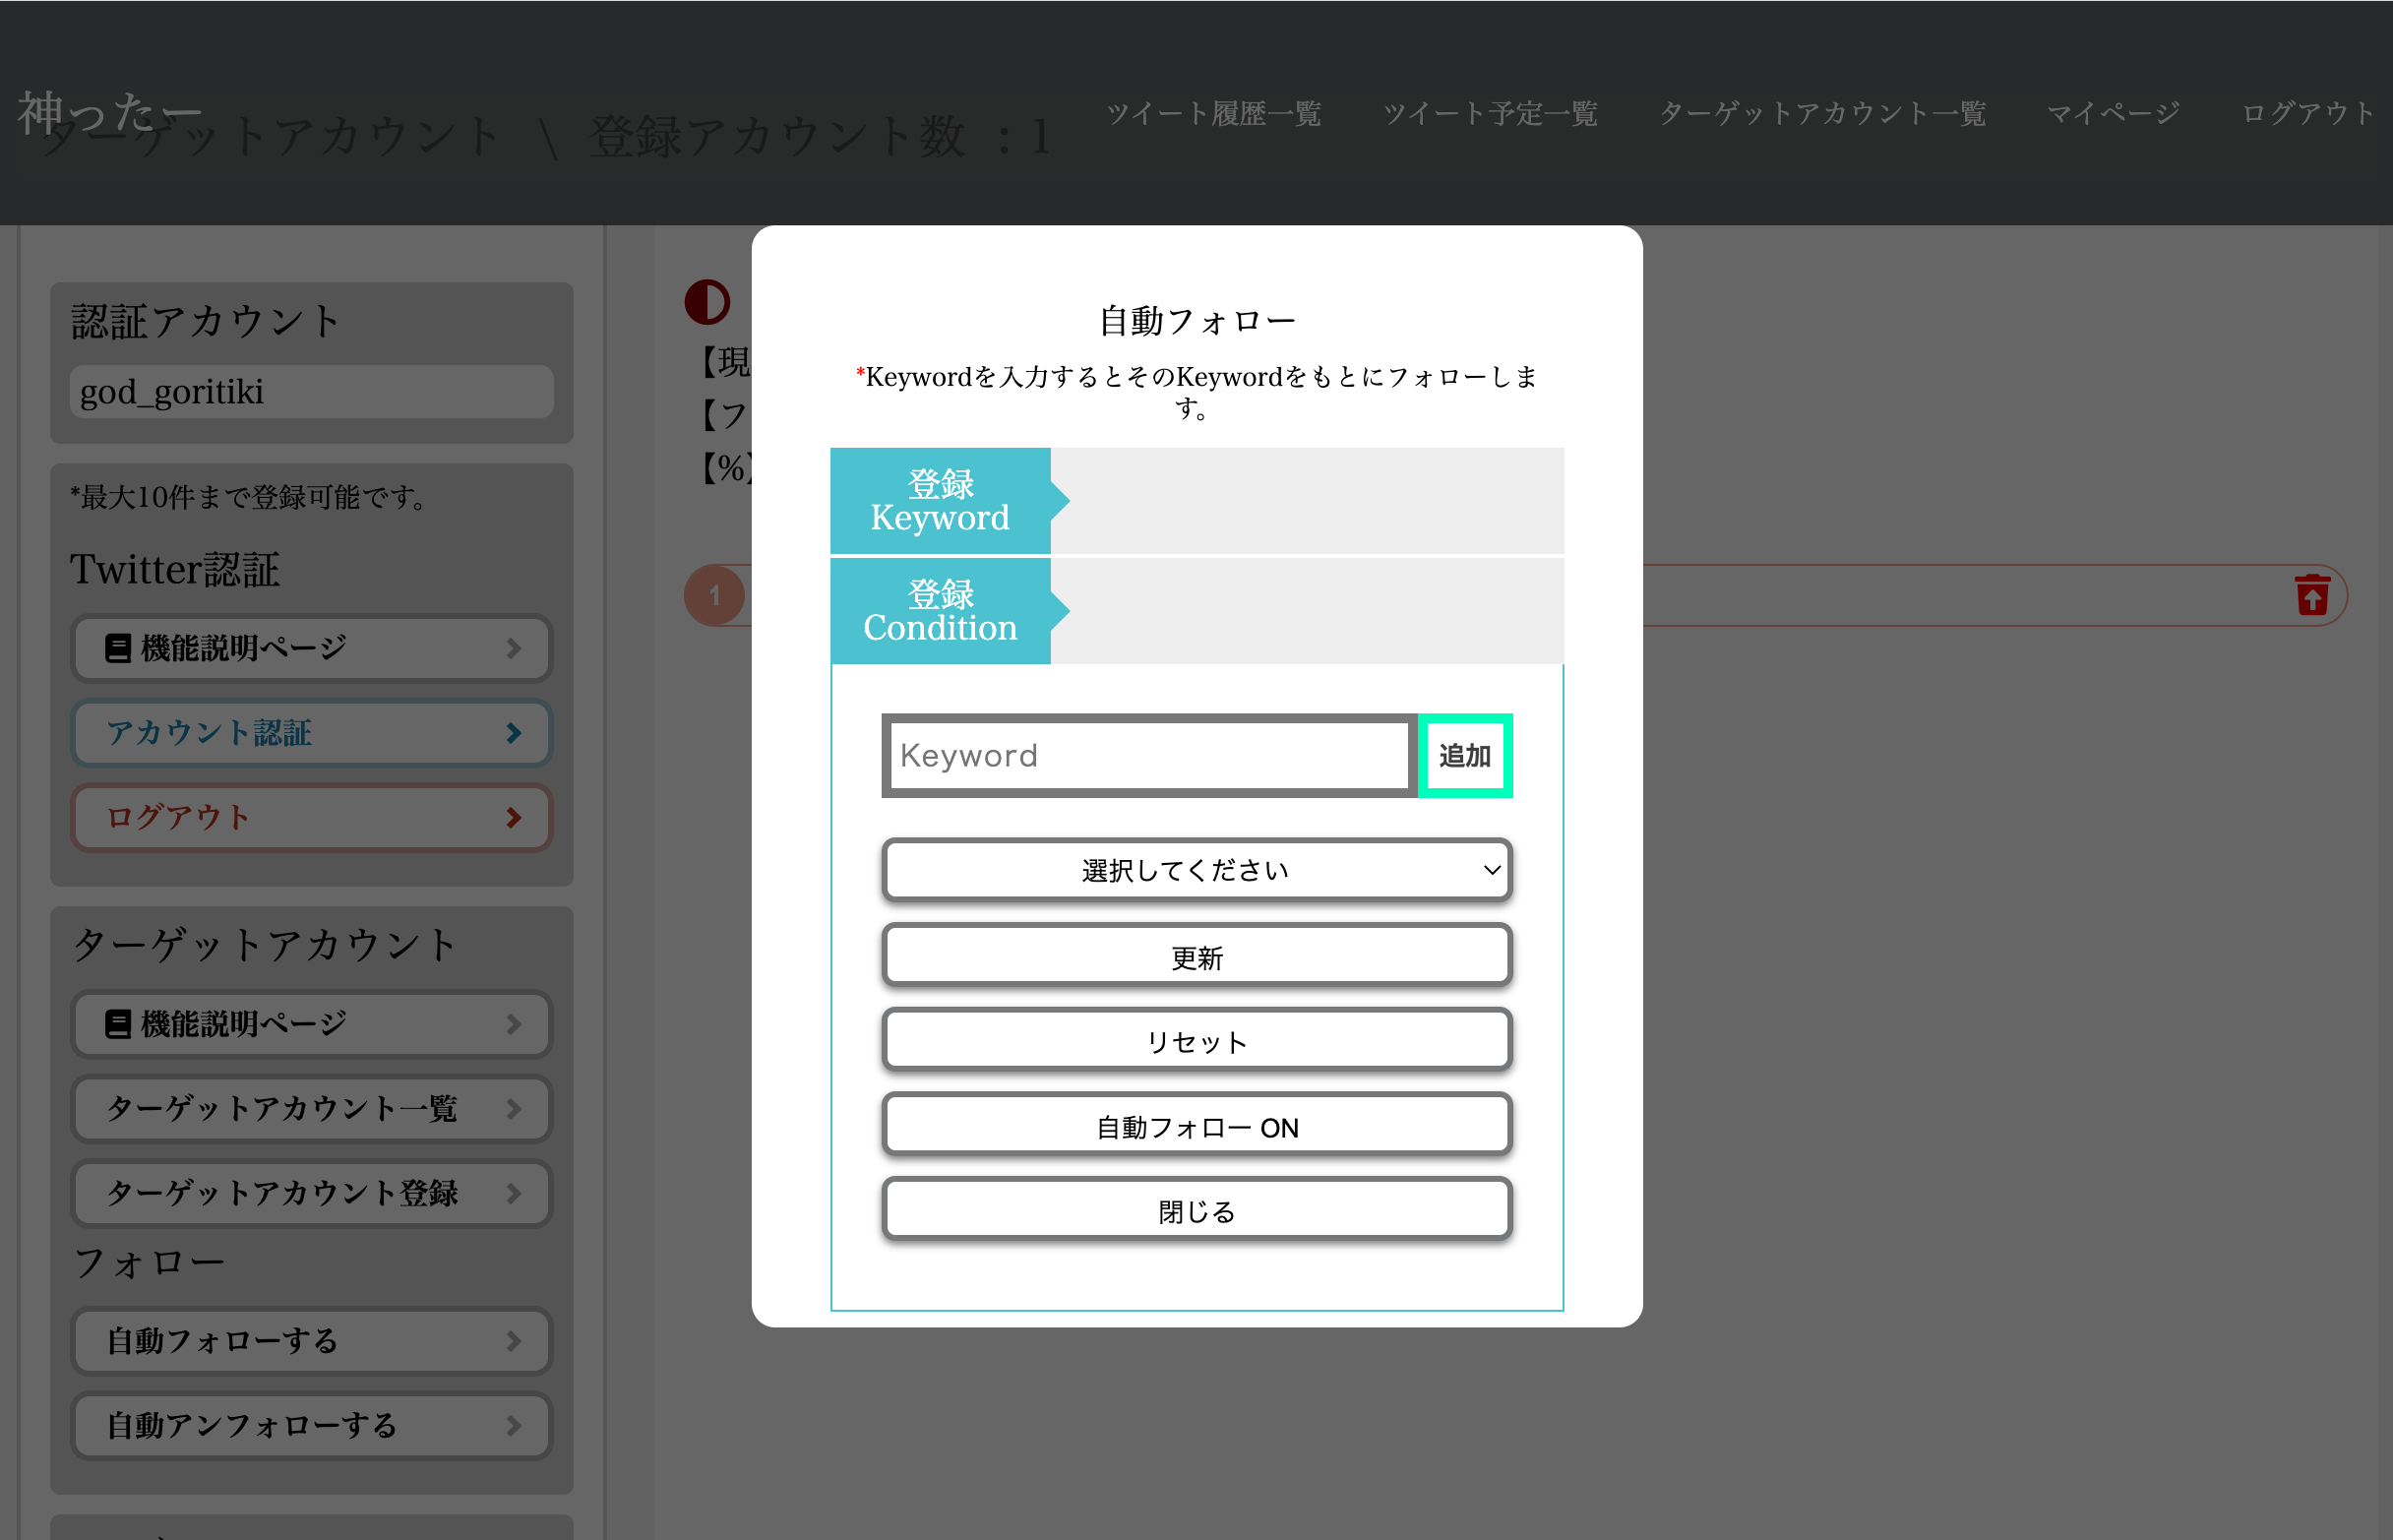 神ったー
ツイート履歴一覧
ツイート予定一覧
ターゲットアカウント一覧
マイページ
ログアウト
ターゲットアカウント \ 登録アカウント数 : 1
認証アカウント
god_goritiki
*最大10件まで登録可能です。
Twitter認証
機能説明ページ
アカウント認証
ログアウト
ターゲットアカウント
機能説明ページ
ターゲットアカウント一覧
ターゲットアカウント登録
フォロー
自動フォローする
自動アンフォローする
【現
【フ
【%】
1
自動フォロー
*Keywordを入力するとそのKeywordをもとにフォローしま
す。
登録
Keyword
登録
Condition
Keyword
追加
選択してください
更新
リセット
自動フォロー ON
閉じる